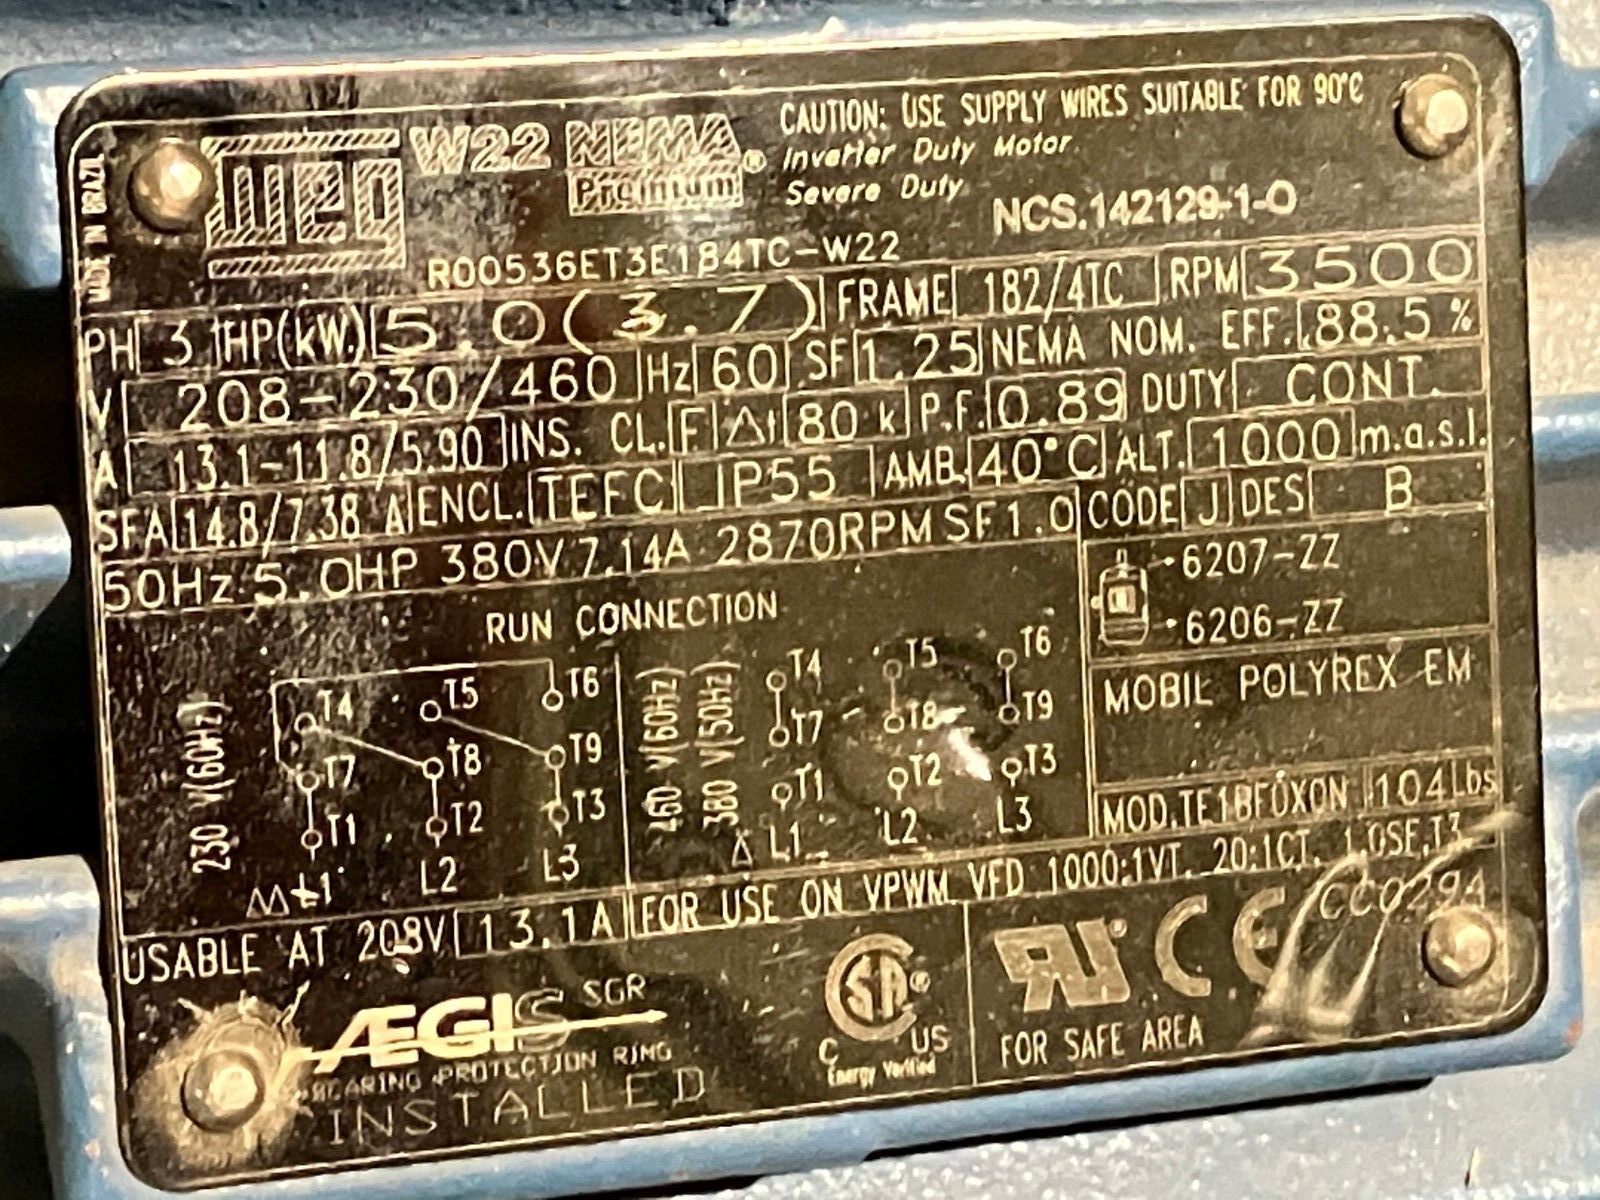 MADE IN BRAZIL
weg W22 NEMA Premium®
CAUTION: USE SUPPLY WIRES SUITABLE FOR 90°C
Inverter Duty Motor
Severe Duty
NCS.142129-1-0
R00536ET3E184TC-W22
PH 3 HP(kW.) 5.0(3.7) FRAME 182/4TC RPM 3500
V 208-230/460 Hz 60 SF 1.25 NEMA NOM. EFF. 88.5 %
A 13.1-11.8/5.90 INS. CL. F Δt 80 k P.F. 0.89 DUTY CONT.
SFA 14.8/7.38 A ENCL. TEFC IP55 AMB. 40°C ALT. 1000 m.a.s.l.
50Hz 5.0HP 380V 7.14A 2870RPM SF1.0 CODE J DES B
6207-ZZ
6206-ZZ
MOBIL POLYREX EM
MOD.TE1BF0X0N 104Lbs
RUN CONNECTION
230 V(60Hz)
T4 T5 T6
T7 T8 T9
T1 T2 T3
L1 L2 L3
460 V(60Hz)
380 V(50Hz)
T4 T5 T6
T7 T8 T9
T1 T2 T3
Δ L1 L2 L3
USABLE AT 208V 13.1A FOR USE ON VPWM VFD 1000:1VT, 20:1CT, 1.0SF,T3
CC029A
ÆGIS SGR
BEARING PROTECTION RING
INSTALLED
SA®
C US
Energy Verified
RU CE
FOR SAFE AREA